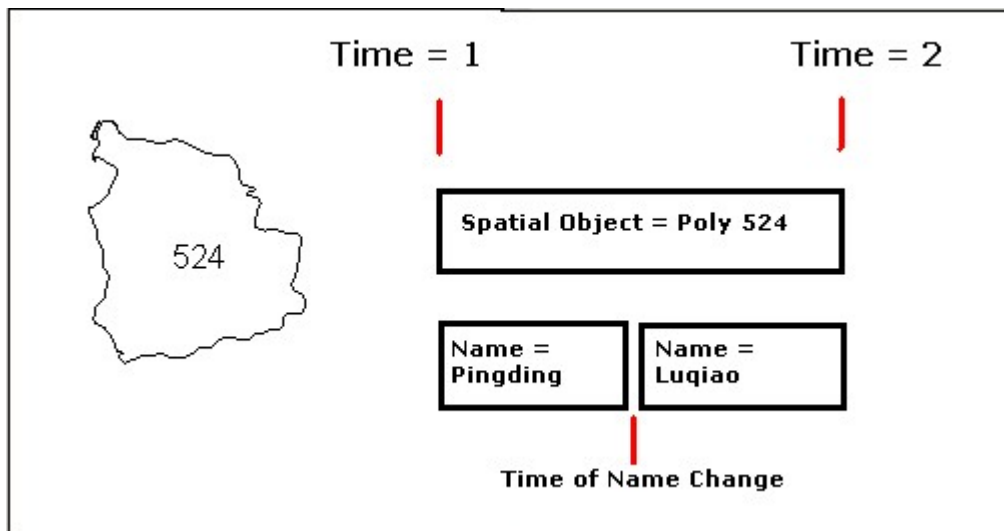 Time = 1
Time = 2
524
Spatial Object = Poly 524
Name =
Pingding
Name =
Luqiao
Time of Name Change